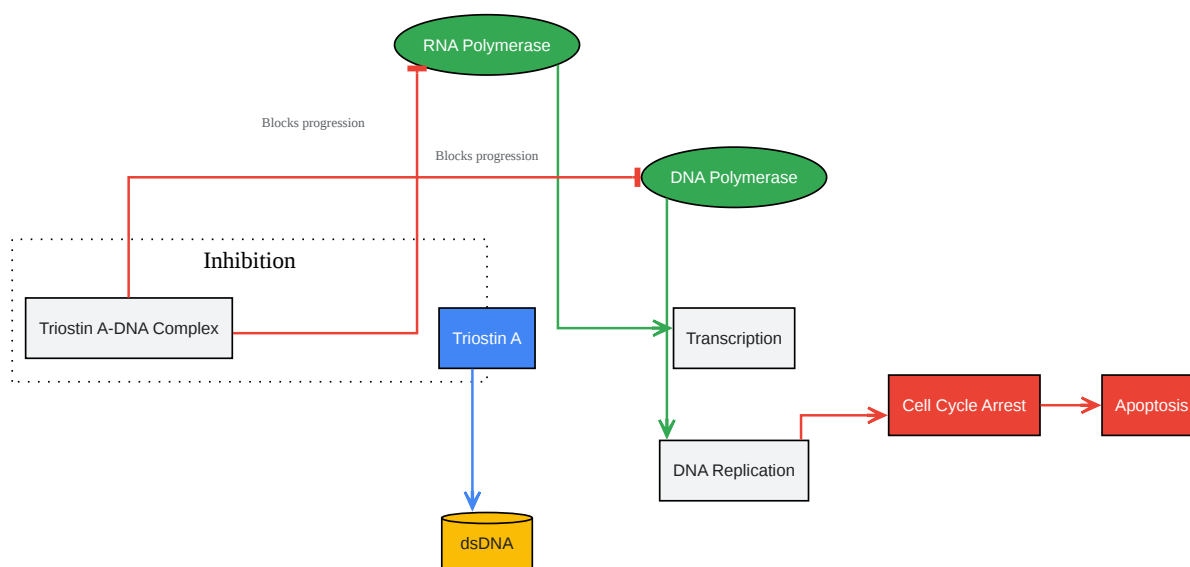 RNA Polymerase
Blocks progression
Blocks progression
DNA Polymerase
Inhibition
Triostin A-DNA Complex
Triostin A
Transcription
Cell Cycle Arrest
Apoptosis
DNA Replication
dsDNA